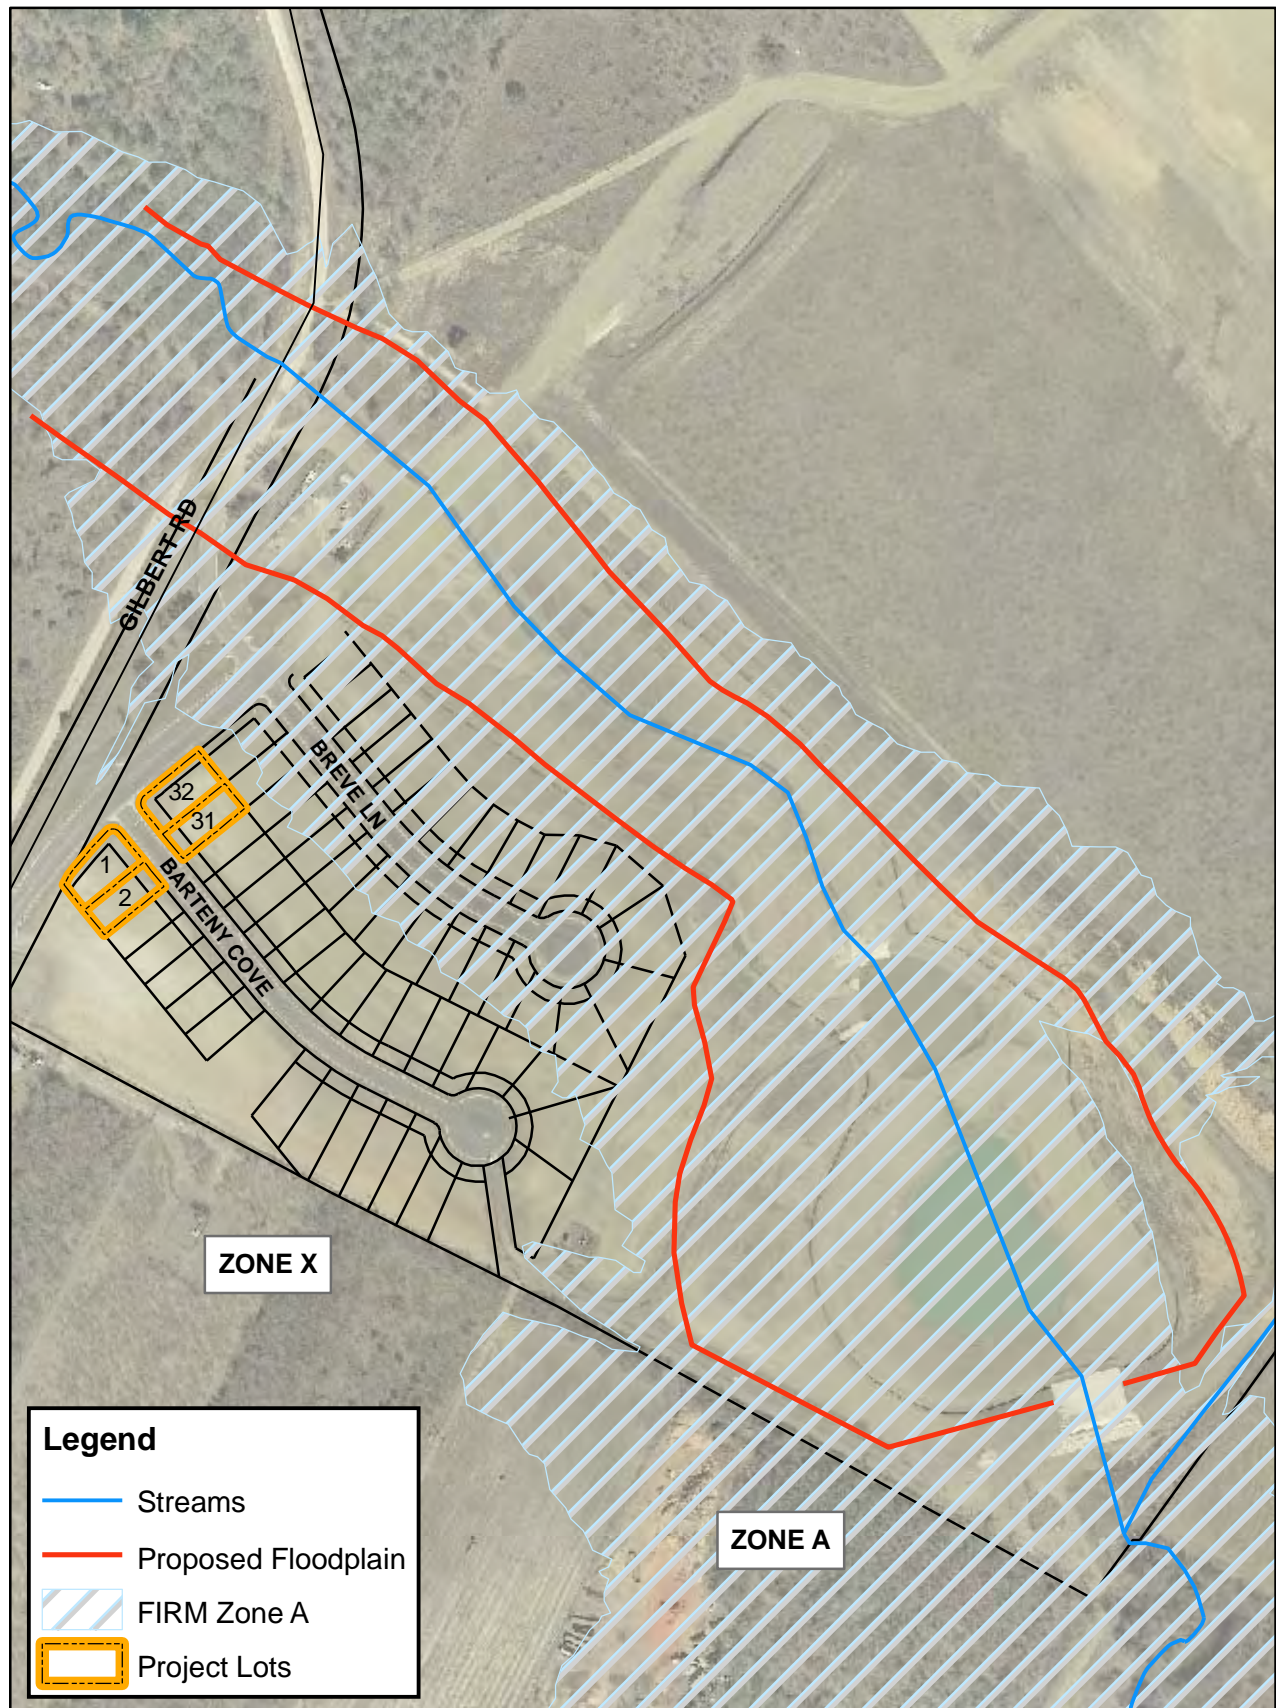 GILBERT RD
BREVE LN
32
31
1
2
BARTENY COVE
ZONE X
ZONE A
Legend
Streams
Proposed Floodplain
FIRM Zone A
Project Lots